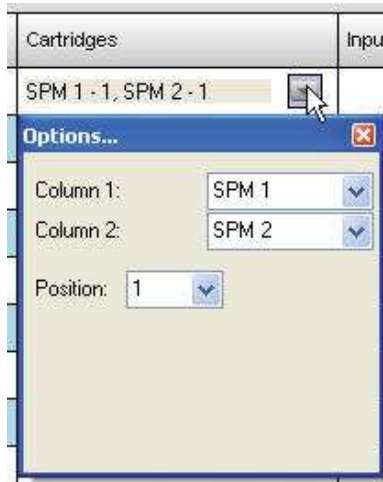 Cartridges Inpu
SPM 1 - 1, SPM 2 - 1
Options...
Column 1: SPM 1
Column 2: SPM 2
Position: 1